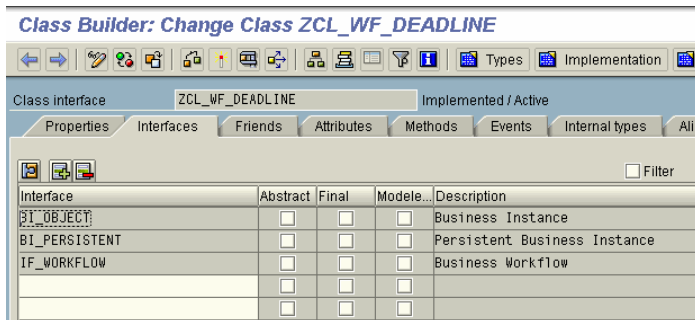 Class Builder: Change Class ZCL_WF_DEADLINE
Types Implementation
Class interface ZCL_WF_DEADLINE Implemented / Active
Properties Interfaces Friends Attributes Methods Events Internal types Ali
Filter
Interface Abstract Final Modele... Description
BI_OBJECT Business Instance
BI_PERSISTENT Persistent Business Instance
IF_WORKFLOW Business Workflow